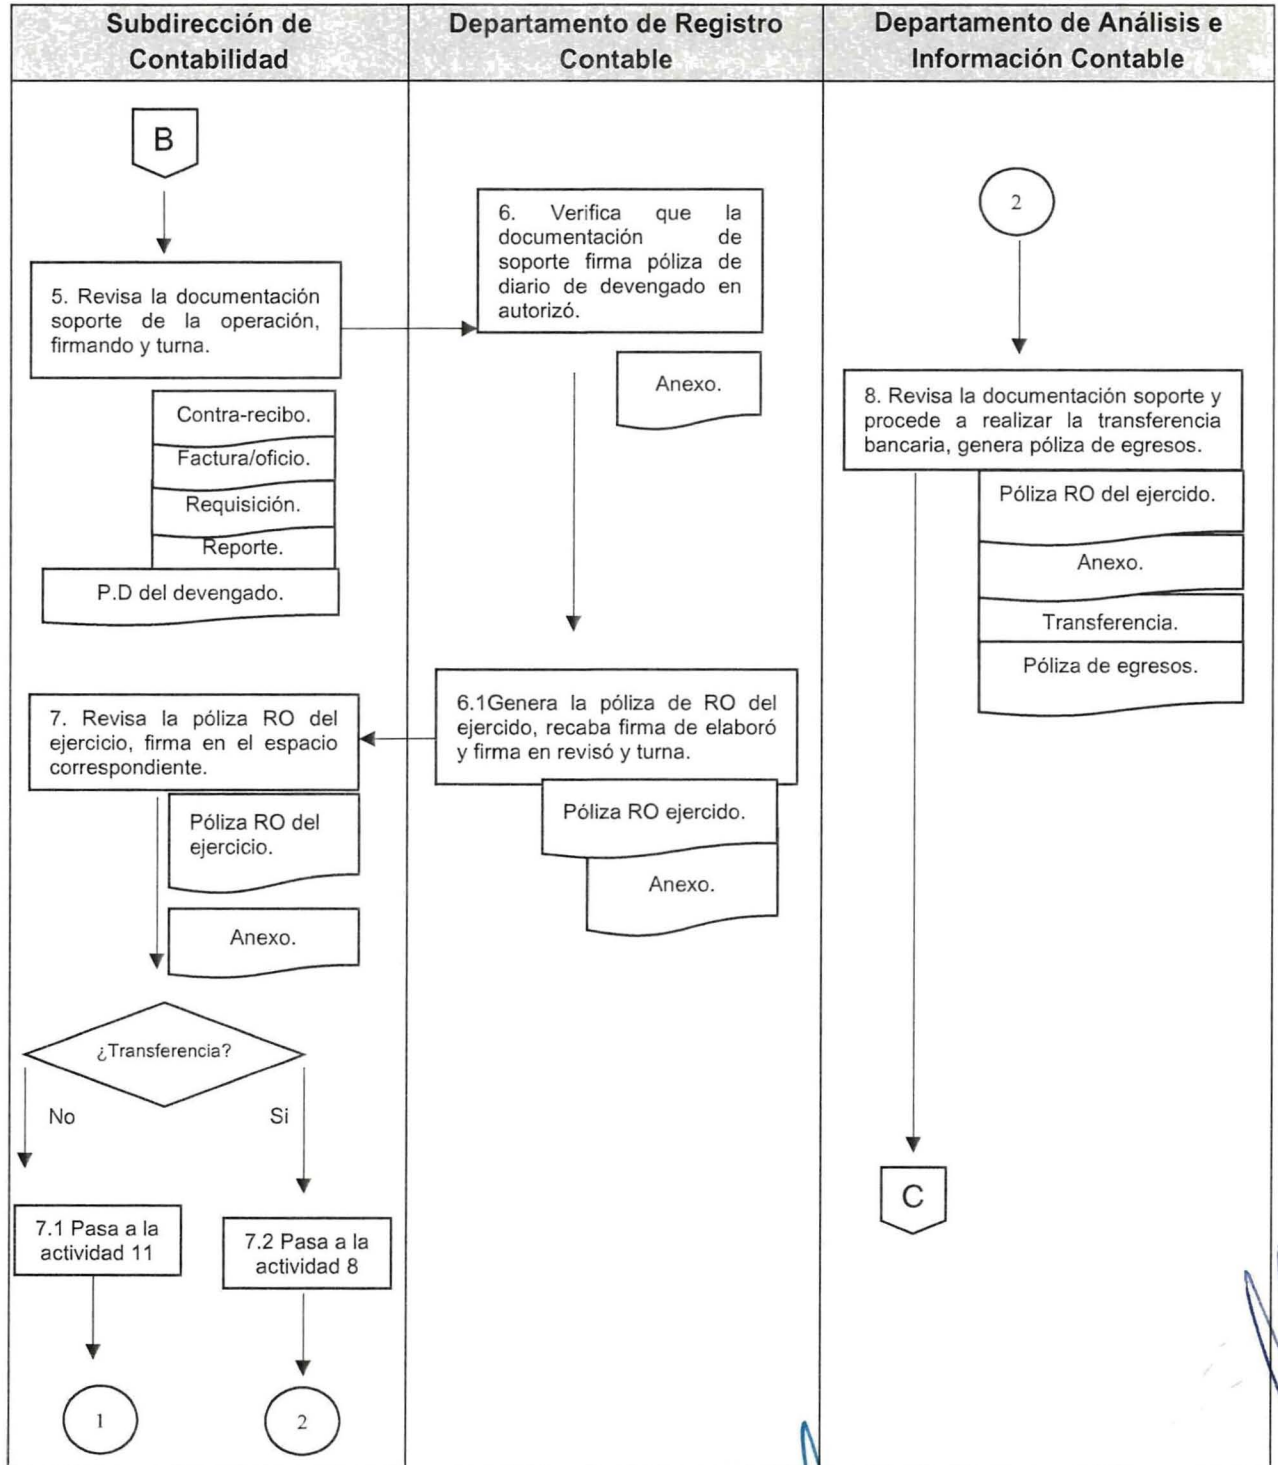 Subdirección de
Contabilidad
Departamento de Registro
Contable
Departamento de Análisis e
Información Contable
B
5. Revisa la documentación
soporte de la operación,
firmando y turna.
Contra-recibo.
Factura/oficio.
Requisición.
Reporte.
P.D del devengado.
6. Verifica que la
documentación de
soporte firma póliza de
diario de devengado en
autorizó.
Anexo.
6.1Genera la póliza de RO del
ejercido, recaba firma de elaboró
y firma en revisó y turna.
Póliza RO ejercido.
Anexo.
7. Revisa la póliza RO del
ejercicio, firma en el espacio
correspondiente.
Póliza RO del
ejercicio.
Anexo.
¿Transferencia?
No
Si
7.1 Pasa a la
actividad 11
7.2 Pasa a la
actividad 8
1
2
2
8. Revisa la documentación soporte y
procede a realizar la transferencia
bancaria, genera póliza de egresos.
Póliza RO del ejercido.
Anexo.
Transferencia.
Póliza de egresos.
C